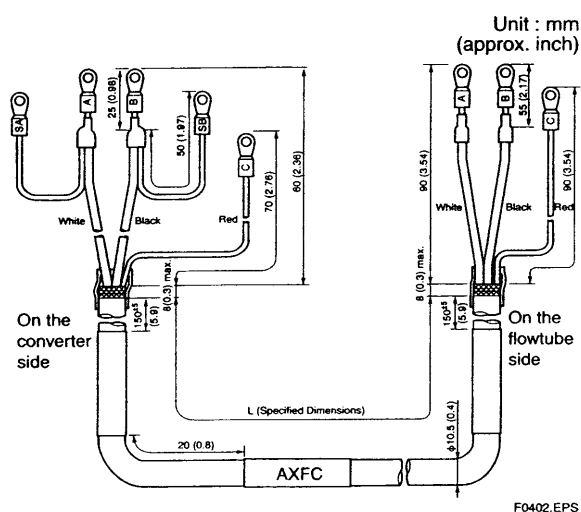 Unit : mm
(approx. inch)
SA
A
25 (0.98)
B
50 (1.97)
SB
C
70 (2.76)
60 (2.36)
White
Black
Red
8 (0.3) max.
150±5
(5.9)
On the
converter
side
90 (3.54)
A
B
55 (2.17)
C
90 (3.54)
White
Black
Red
8 (0.3) max.
150±5
(5.9)
On the
flowtube
side
L (Specified Dimensions)
20 (0.8)
AXFC
ϕ10.5 (0.4)
F0402.EPS